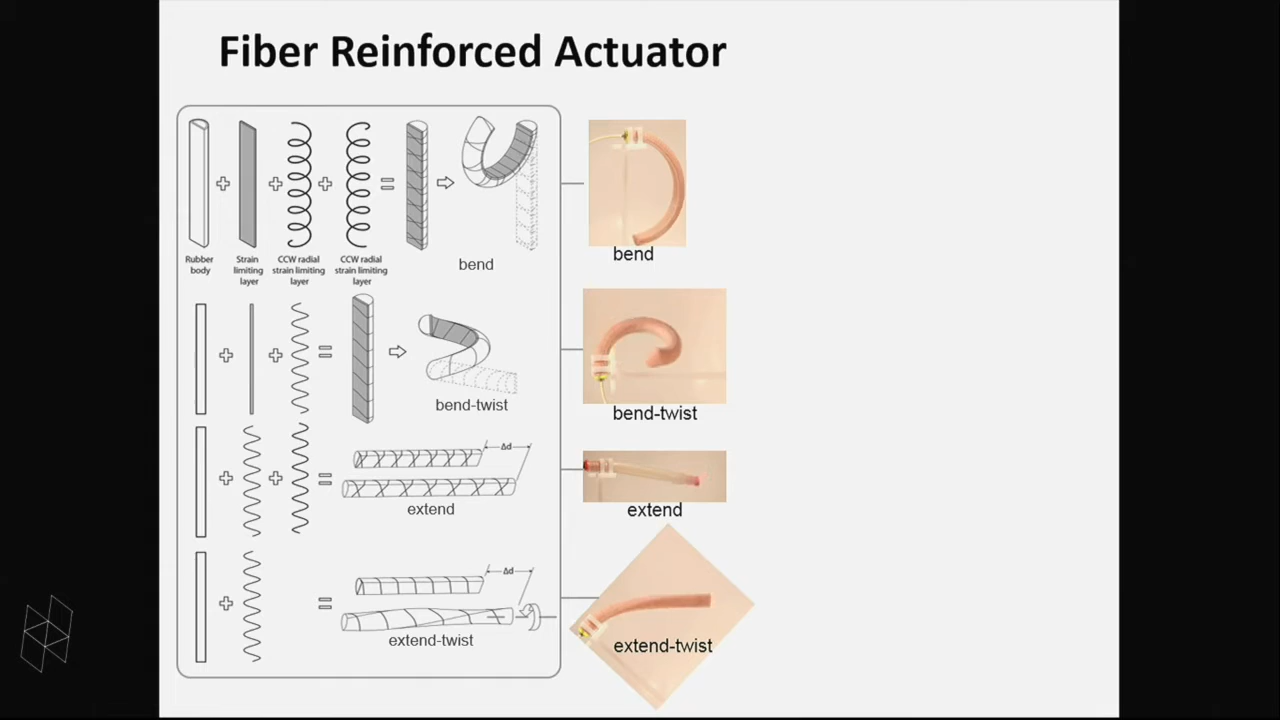 Fiber Reinforced Actuator
Rubber
body
Strain
limiting
layer
CCW radial
strain limiting
layer
CCW radial
strain limiting
layer
bend
bend
bend-twist
bend-twist
Δd
extend
extend
Δd
extend-twist
extend-twist